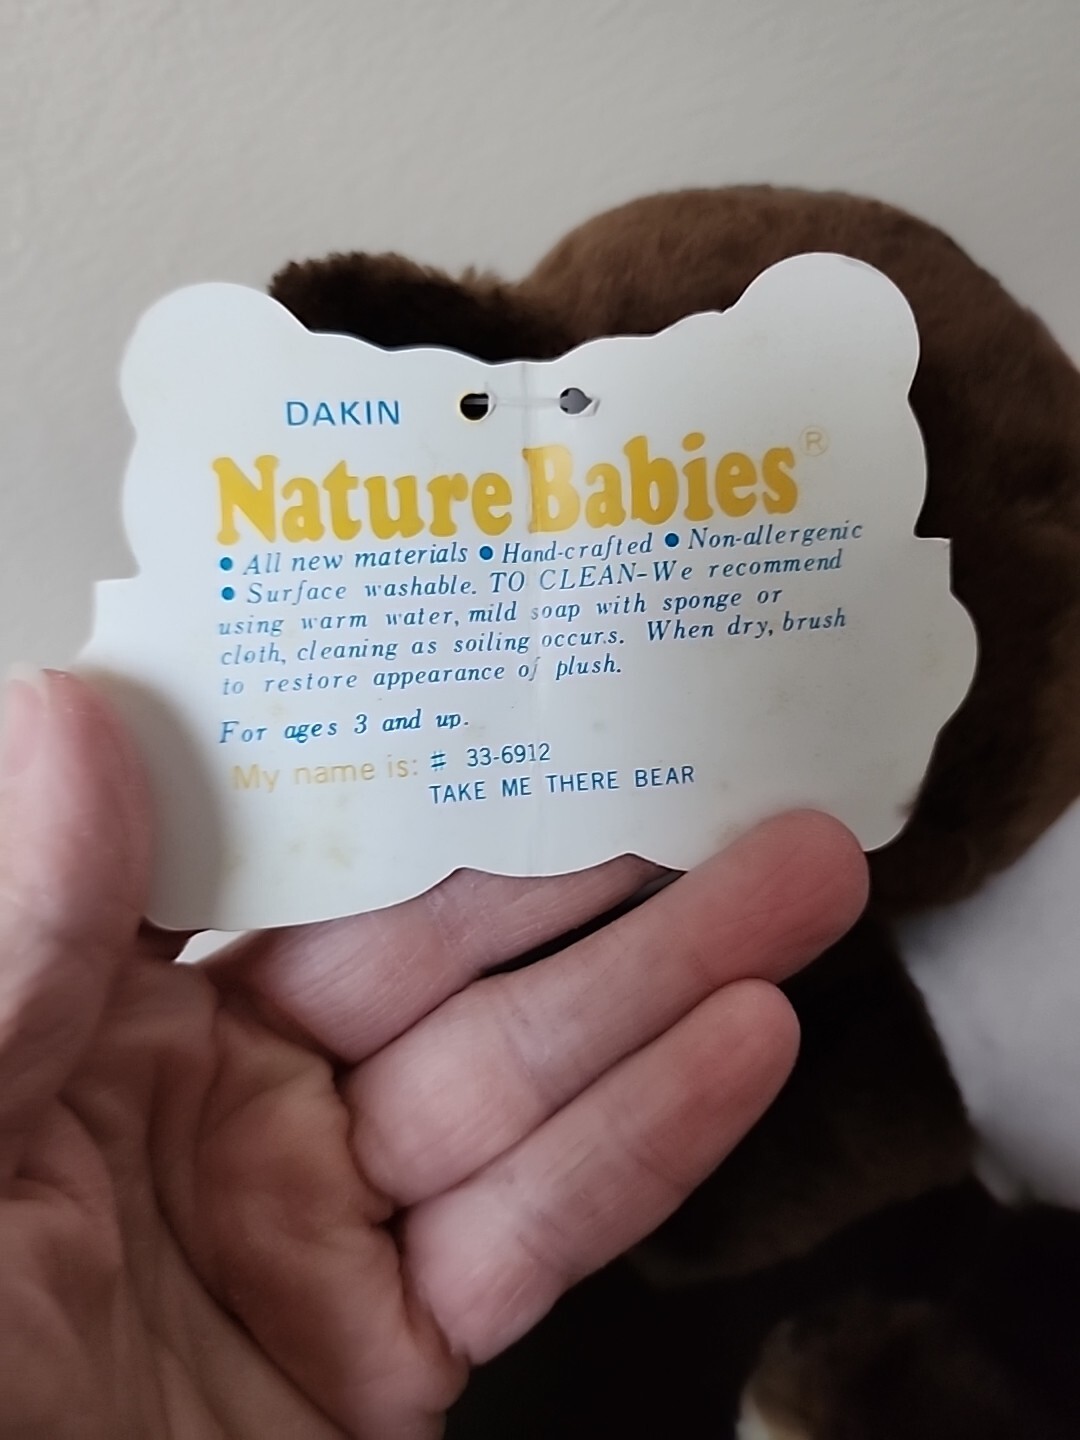 DAKIN
Nature Babies®
• All new materials • Hand-crafted • Non-allergenic
• Surface washable. TO CLEAN-We recommend
using warm water, mild soap with sponge or
cloth, cleaning as soiling occurs. When dry, brush
to restore appearance of plush.
For ages 3 and up.
My name is: # 33-6912
TAKE ME THERE BEAR